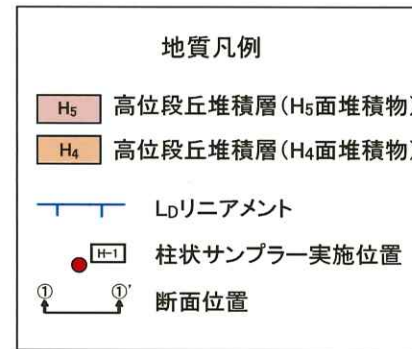 地質凡例
H5 高位段丘堆積層(H5面堆積物)
H4 高位段丘堆積層(H4面堆積物)
LDリニアメント
H-1 柱状サンプラー実施位置
① ①' 断面位置